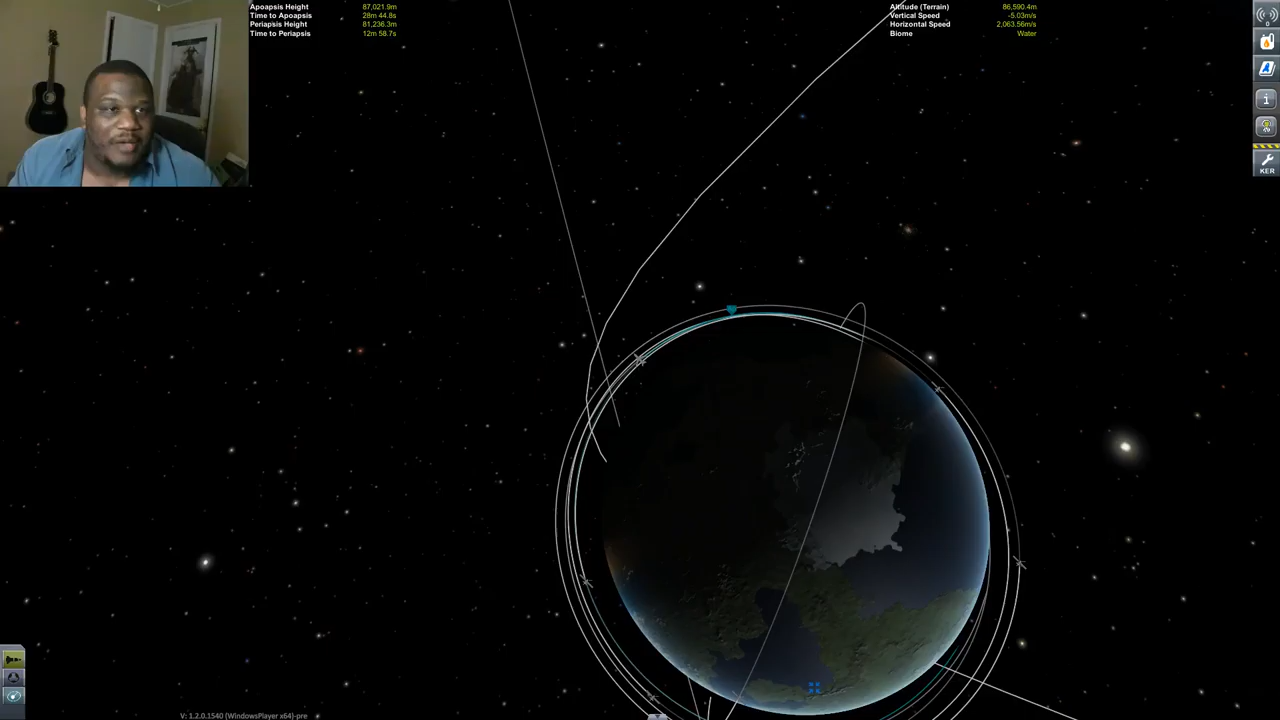 Apoapsis Height 87,021.9m
Time to Apoapsis 28m 44.8s
Periapsis Height 81,236.3m
Time to Periapsis 12m 58.7s
Altitude (Terrain) 86,590.4m
Vertical Speed -5.03m/s
Horizontal Speed 2,063.56m/s
Biome Water
0
KER
V: 1.2.0.1540 (WindowsPlayer x64)-pre